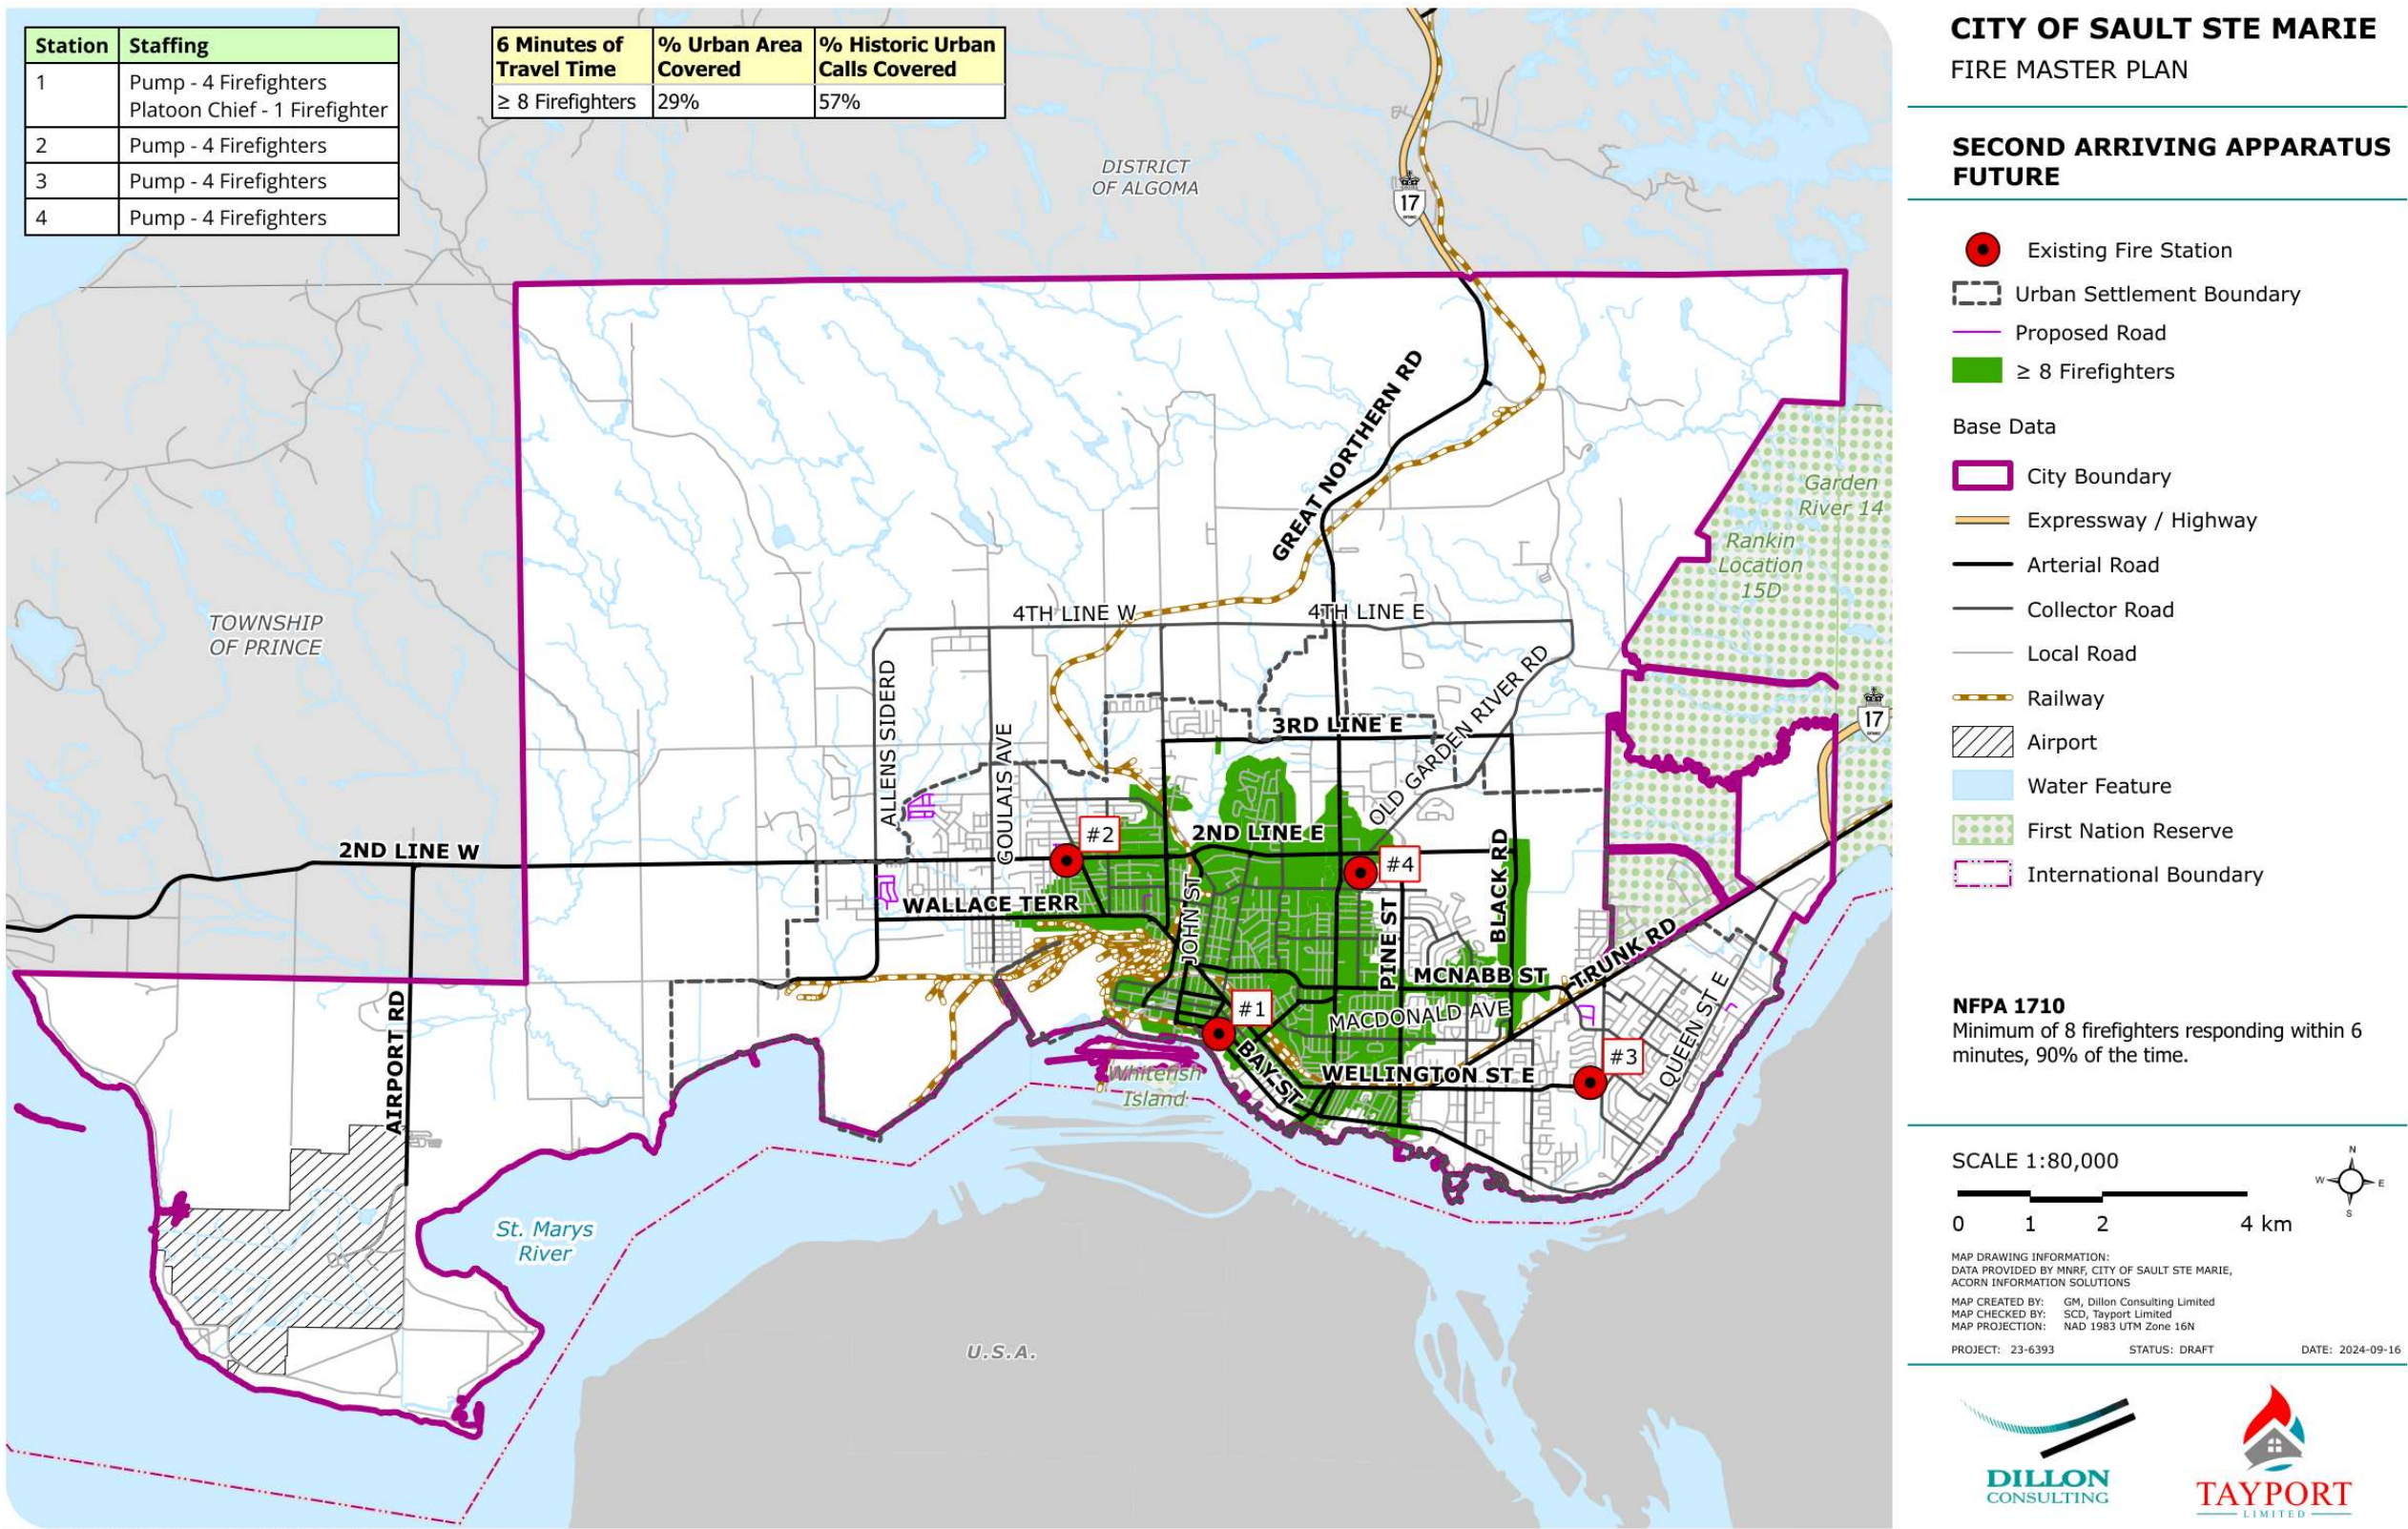 Station Staffing
1 Pump - 4 Firefighters
Platoon Chief - 1 Firefighter
2 Pump - 4 Firefighters
3 Pump - 4 Firefighters
4 Pump - 4 Firefighters
6 Minutes of % Urban Area % Historic Urban
Travel Time Covered Calls Covered
≥ 8 Firefighters 29% 57%
DISTRICT
OF ALGOMA
17
GREAT NORTHERN RD
Garden
River 14
Rankin
Location
15D
TOWNSHIP
OF PRINCE
4TH LINE W
4TH LINE E
ALLENS SIDERD
GOULAIS AVE
3RD LINE E
OLD GARDEN RIVER RD
17
2ND LINE W
#2
2ND LINE E
#4
BLACK RD
WALLACE TERR
JOHN ST
PINE ST
TRUNK RD
MCNABB ST
QUEEN ST E
AIRPORT RD
#1
MACDONALD AVE
BAY ST
#3
Whitefish
Island
WELLINGTON ST E
St. Marys
River
U.S.A.
CITY OF SAULT STE MARIE
FIRE MASTER PLAN
SECOND ARRIVING APPARATUS
FUTURE
Existing Fire Station
Urban Settlement Boundary
Proposed Road
≥ 8 Firefighters
Base Data
City Boundary
Expressway / Highway
Arterial Road
Collector Road
Local Road
Railway
Airport
Water Feature
First Nation Reserve
International Boundary
NFPA 1710
Minimum of 8 firefighters responding within 6
minutes, 90% of the time.
SCALE 1:80,000
N
W E
S
0 1 2 4 km
MAP DRAWING INFORMATION:
DATA PROVIDED BY MNRF, CITY OF SAULT STE MARIE,
ACORN INFORMATION SOLUTIONS
MAP CREATED BY: GM, Dillon Consulting Limited
MAP CHECKED BY: SCD, Tayport Limited
MAP PROJECTION: NAD 1983 UTM Zone 16N
PROJECT: 23-6393 STATUS: DRAFT DATE: 2024-09-16
DILLON
CONSULTING
TAYPORT
LIMITED